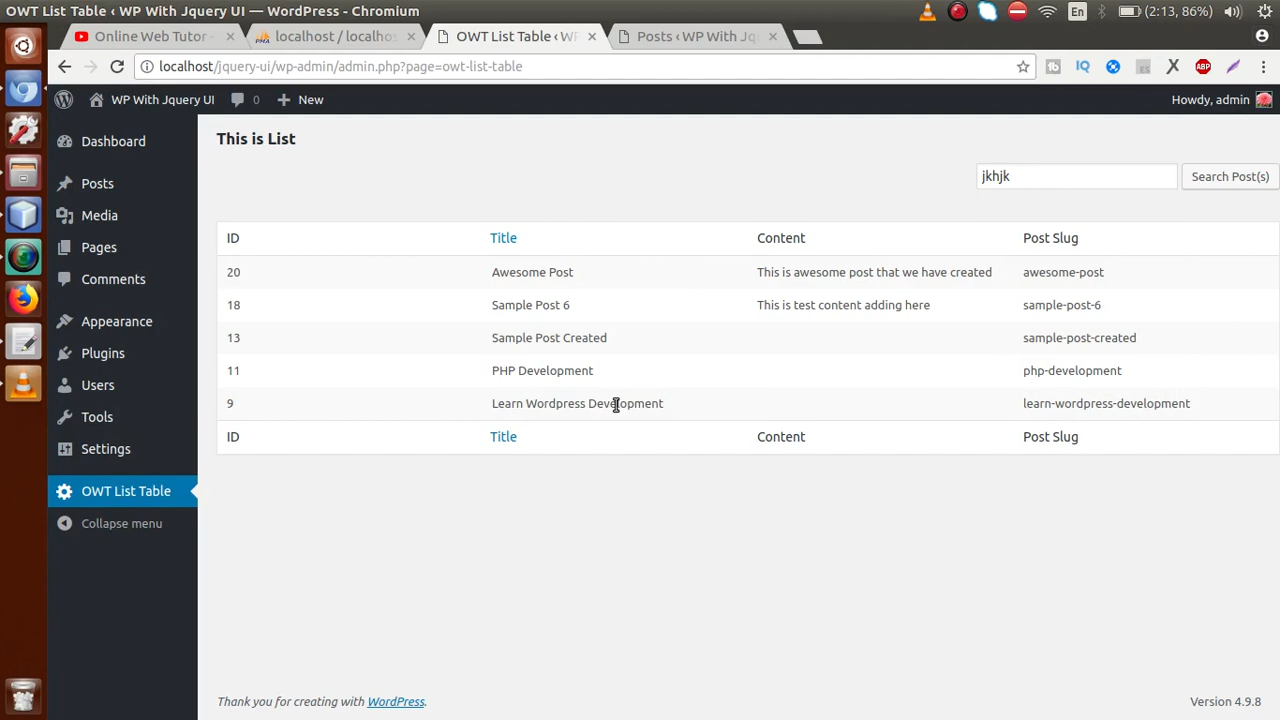 OWT List Table ‹ WP With Jquery UI — WordPress - Chromium
En (2:13, 86%)
Online Web Tutor - localhost / localhos OWT List Table ‹ WP Posts ‹ WP With Jqu
localhost/jquery-ui/wp-admin/admin.php?page=owt-list-table
WP With Jquery UI 0 New Howdy, admin
Dashboard
Posts
Media
Pages
Comments
Appearance
Plugins
Users
Tools
Settings
OWT List Table
Collapse menu
This is List
jkhjk Search Post(s)
ID Title Content Post Slug
20 Awesome Post This is awesome post that we have created awesome-post
18 Sample Post 6 This is test content adding here sample-post-6
13 Sample Post Created sample-post-created
11 PHP Development php-development
9 Learn Wordpress Development learn-wordpress-development
ID Title Content Post Slug
Thank you for creating with WordPress. Version 4.9.8